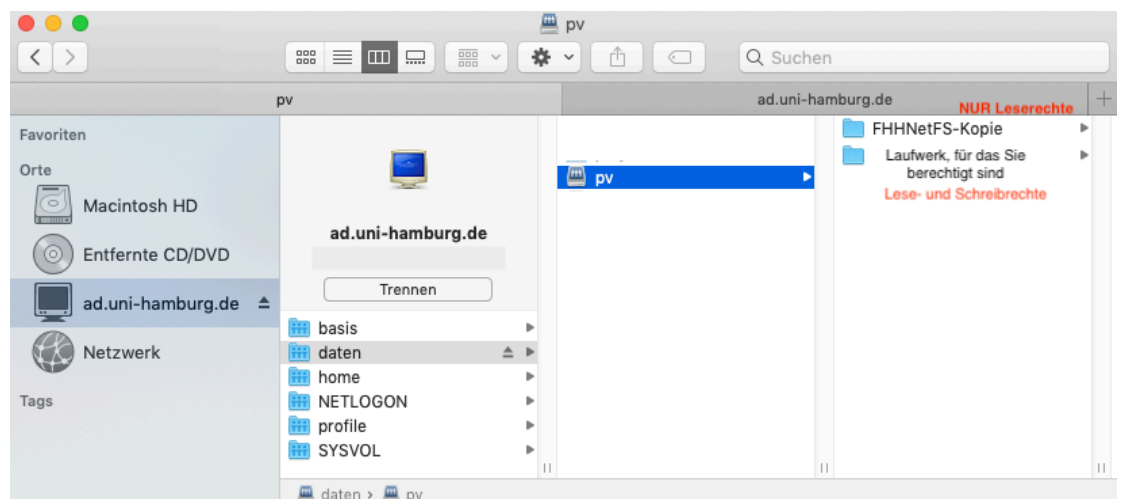 pv
Suchen
pv
ad.uni-hamburg.de
NUR Leserechte
Favoriten
Orte
Macintosh HD
Entfernte CD/DVD
ad.uni-hamburg.de
Netzwerk
Tags
ad.uni-hamburg.de
Trennen
basis
daten
home
NETLOGON
profile
SYSVOL
pv
FHHNetFS-Kopie
Laufwerk, für das Sie
berechtigt sind
Lese- und Schreibrechte
daten › pv